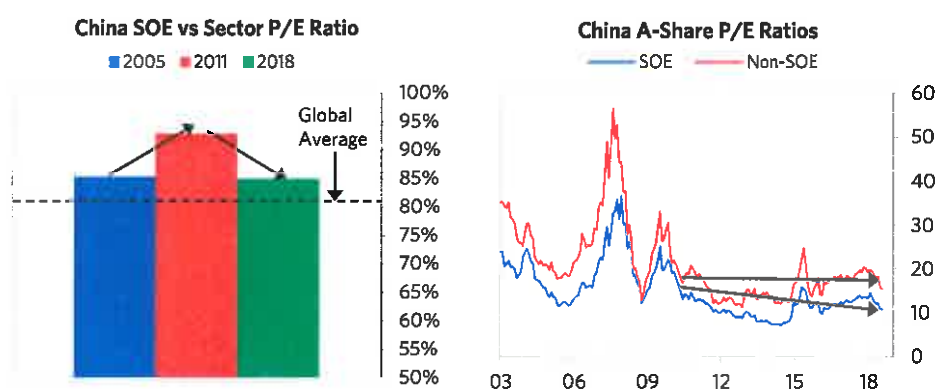 China SOE vs Sector P/E Ratio
2005 2011 2018
Global
Average
100%
95%
90%
85%
80%
75%
70%
65%
60%
55%
50%
China A-Share P/E Ratios
SOE Non-SOE
60
50
40
30
20
10
0
03 06 09 12 15 18